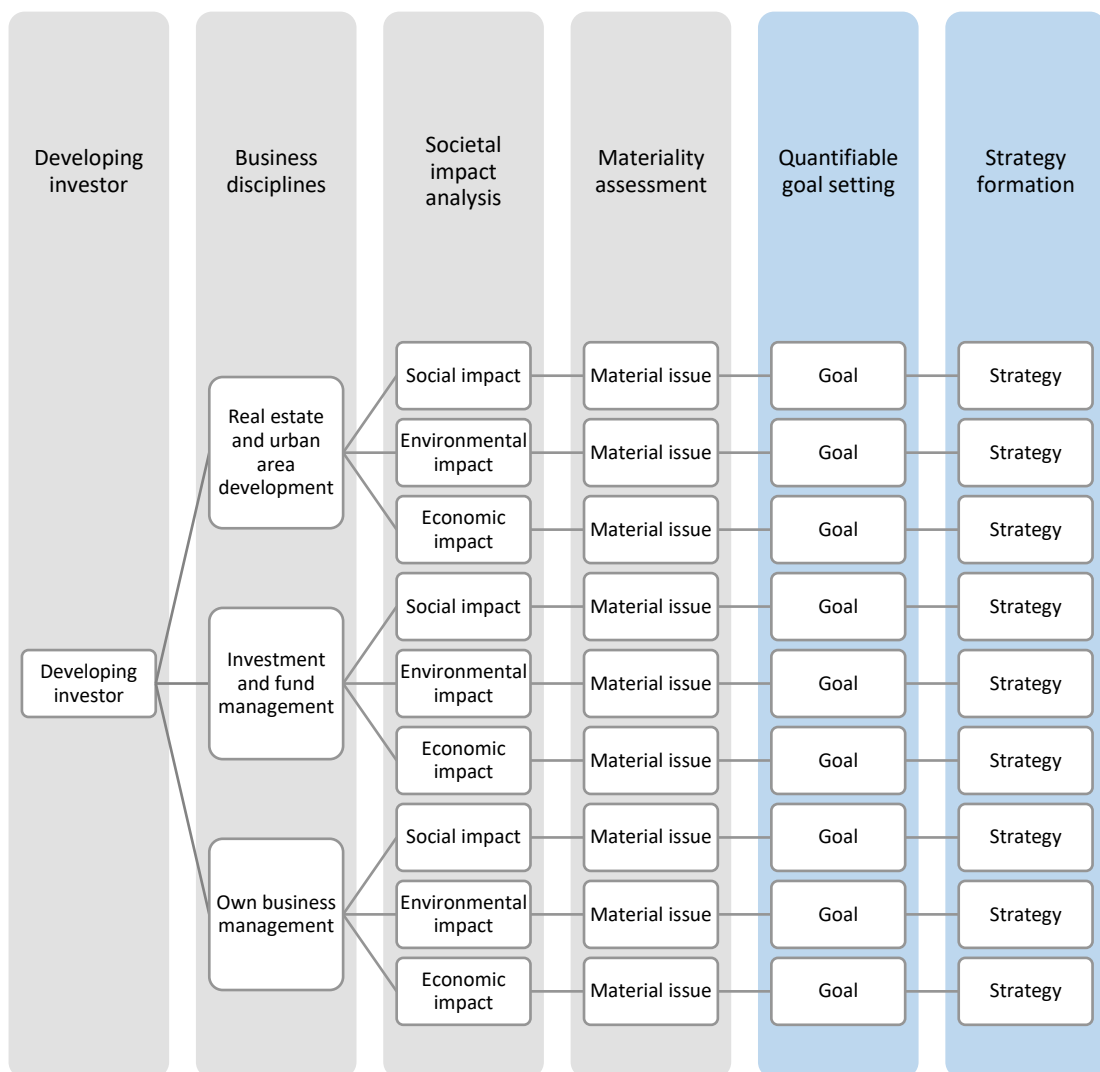 Developing
investor
Business
disciplines
Societal
impact
analysis
Materiality
assessment
Quantifiable
goal setting
Strategy
formation
Developing
investor
Real estate
and urban
area
development
Social impact
Material issue
Goal
Strategy
Environmental
impact
Material issue
Goal
Strategy
Economic
impact
Material issue
Goal
Strategy
Investment
and fund
management
Social impact
Material issue
Goal
Strategy
Environmental
impact
Material issue
Goal
Strategy
Economic
impact
Material issue
Goal
Strategy
Own business
management
Social impact
Material issue
Goal
Strategy
Environmental
impact
Material issue
Goal
Strategy
Economic
impact
Material issue
Goal
Strategy